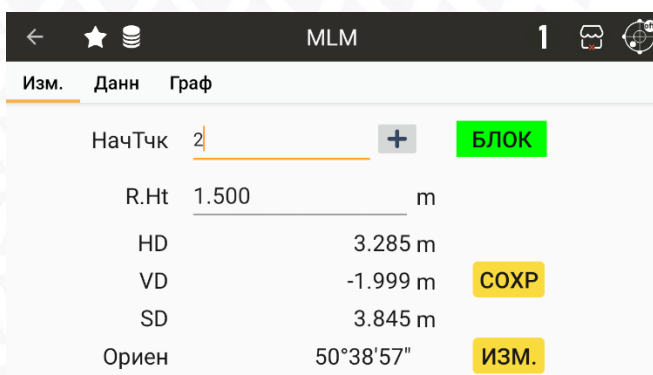 MLM 1
Изм. Данн Граф
НачТчк 2 + БЛОК
R.Ht 1.500 m
HD 3.285 m
VD -1.999 m СОХР
SD 3.845 m
Ориен 50°38'57" ИЗМ.